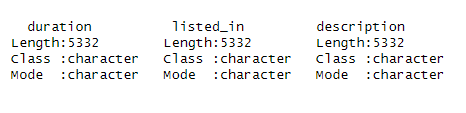 duration listed_in description
Length:5332 Length:5332 Length:5332
Class :character Class :character Class :character
Mode :character Mode :character Mode :character